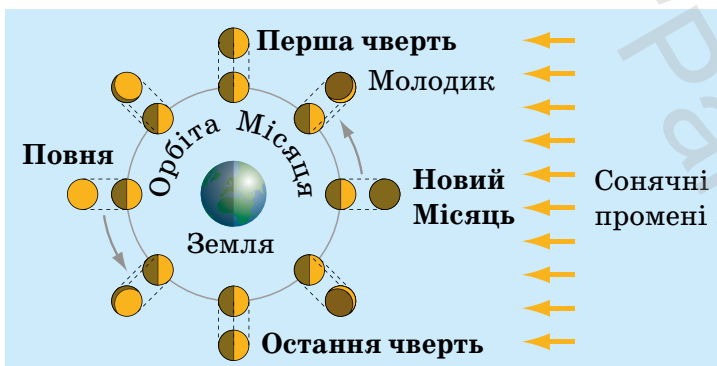 Перша чверть
Молодик
Орбіта Місяця
Повня
Новий
Місяць
Сонячні
промені
Земля
Остання чверть